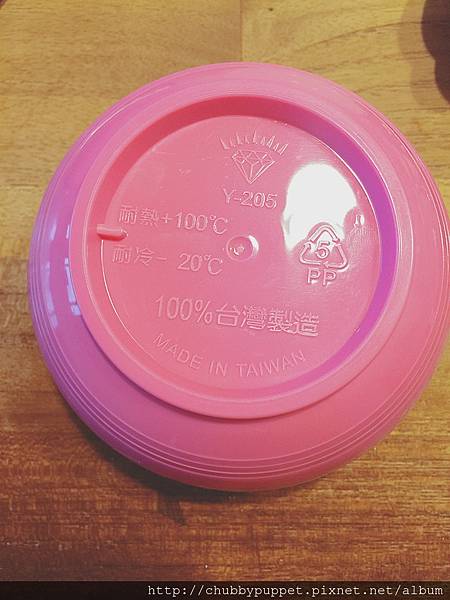 Y-205
耐熱+100℃
耐冷- 20℃
5
PP
100%台灣製造
MADE IN TAIWAN
http://chubbypuppet.pixnet.net/album